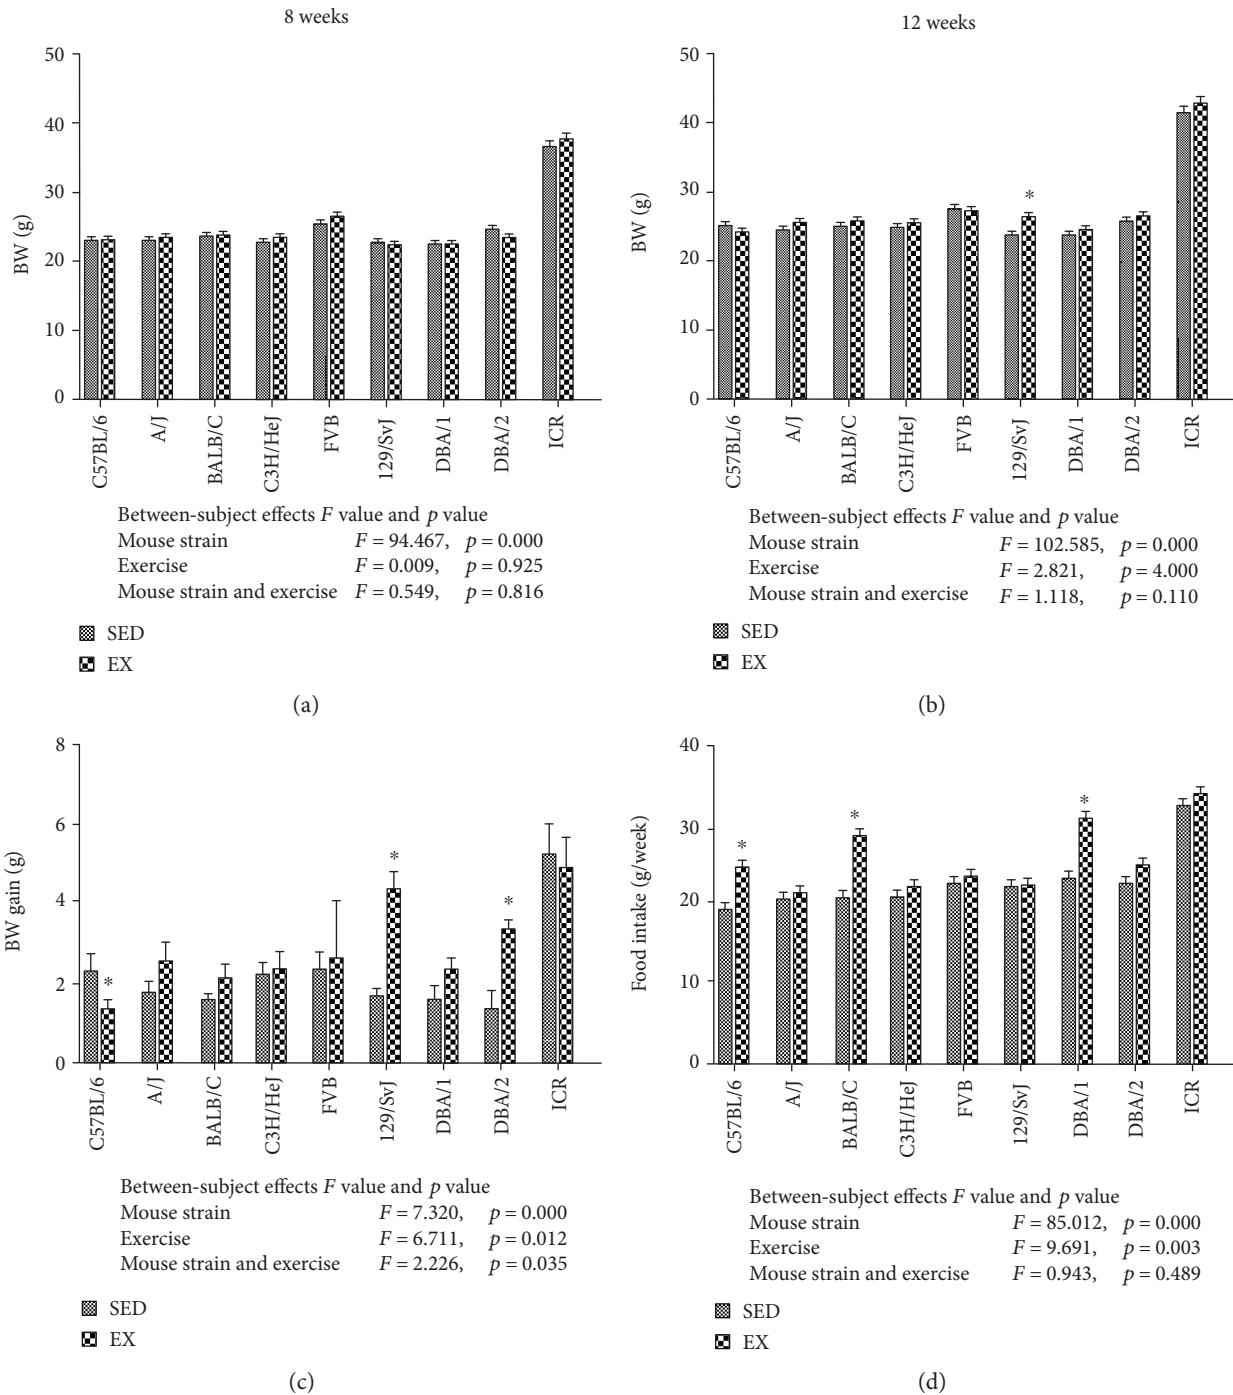 8 weeks
50
40
30
20
10
0
BW (g)
C57BL/6
A/J
BALB/C
C3H/HeJ
FVB
129/SvJ
DBA/1
DBA/2
ICR
Between-subject effects F value and p value
Mouse strain F = 94.467, p = 0.000
Exercise F = 0.009, p = 0.925
Mouse strain and exercise F = 0.549, p = 0.816
SED
EX
(a)
12 weeks
50
40
30
20
10
0
BW (g)
*
C57BL/6
A/J
BALB/C
C3H/HeJ
FVB
129/SvJ
DBA/1
DBA/2
ICR
Between-subject effects F value and p value
Mouse strain F = 102.585, p = 0.000
Exercise F = 2.821, p = 4.000
Mouse strain and exercise F = 1.118, p = 0.110
SED
EX
(b)
8
6
4
2
0
BW gain (g)
*
*
*
C57BL/6
A/J
BALB/C
C3H/HeJ
FVB
129/SvJ
DBA/1
DBA/2
ICR
Between-subject effects F value and p value
Mouse strain F = 7.320, p = 0.000
Exercise F = 6.711, p = 0.012
Mouse strain and exercise F = 2.226, p = 0.035
SED
EX
(c)
40
30
20
10
0
Food intake (g/week)
*
*
*
C57BL/6
A/J
BALB/C
C3H/HeJ
FVB
129/SvJ
DBA/1
DBA/2
ICR
Between-subject effects F value and p value
Mouse strain F = 85.012, p = 0.000
Exercise F = 9.691, p = 0.003
Mouse strain and exercise F = 0.943, p = 0.489
SED
EX
(d)